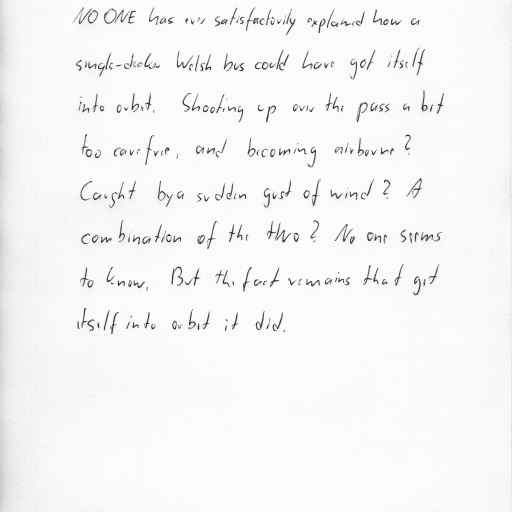 NO ONE has ever satisfactorily explained how a
single-decker Welsh bus could have got itself
into orbit. Shooting up over the pass a bit
too carefree, and becoming airborne?
Caught by a sudden gust of wind? A
combination of the two? No one seems
to know. But the fact remains that get
itself into orbit it did.